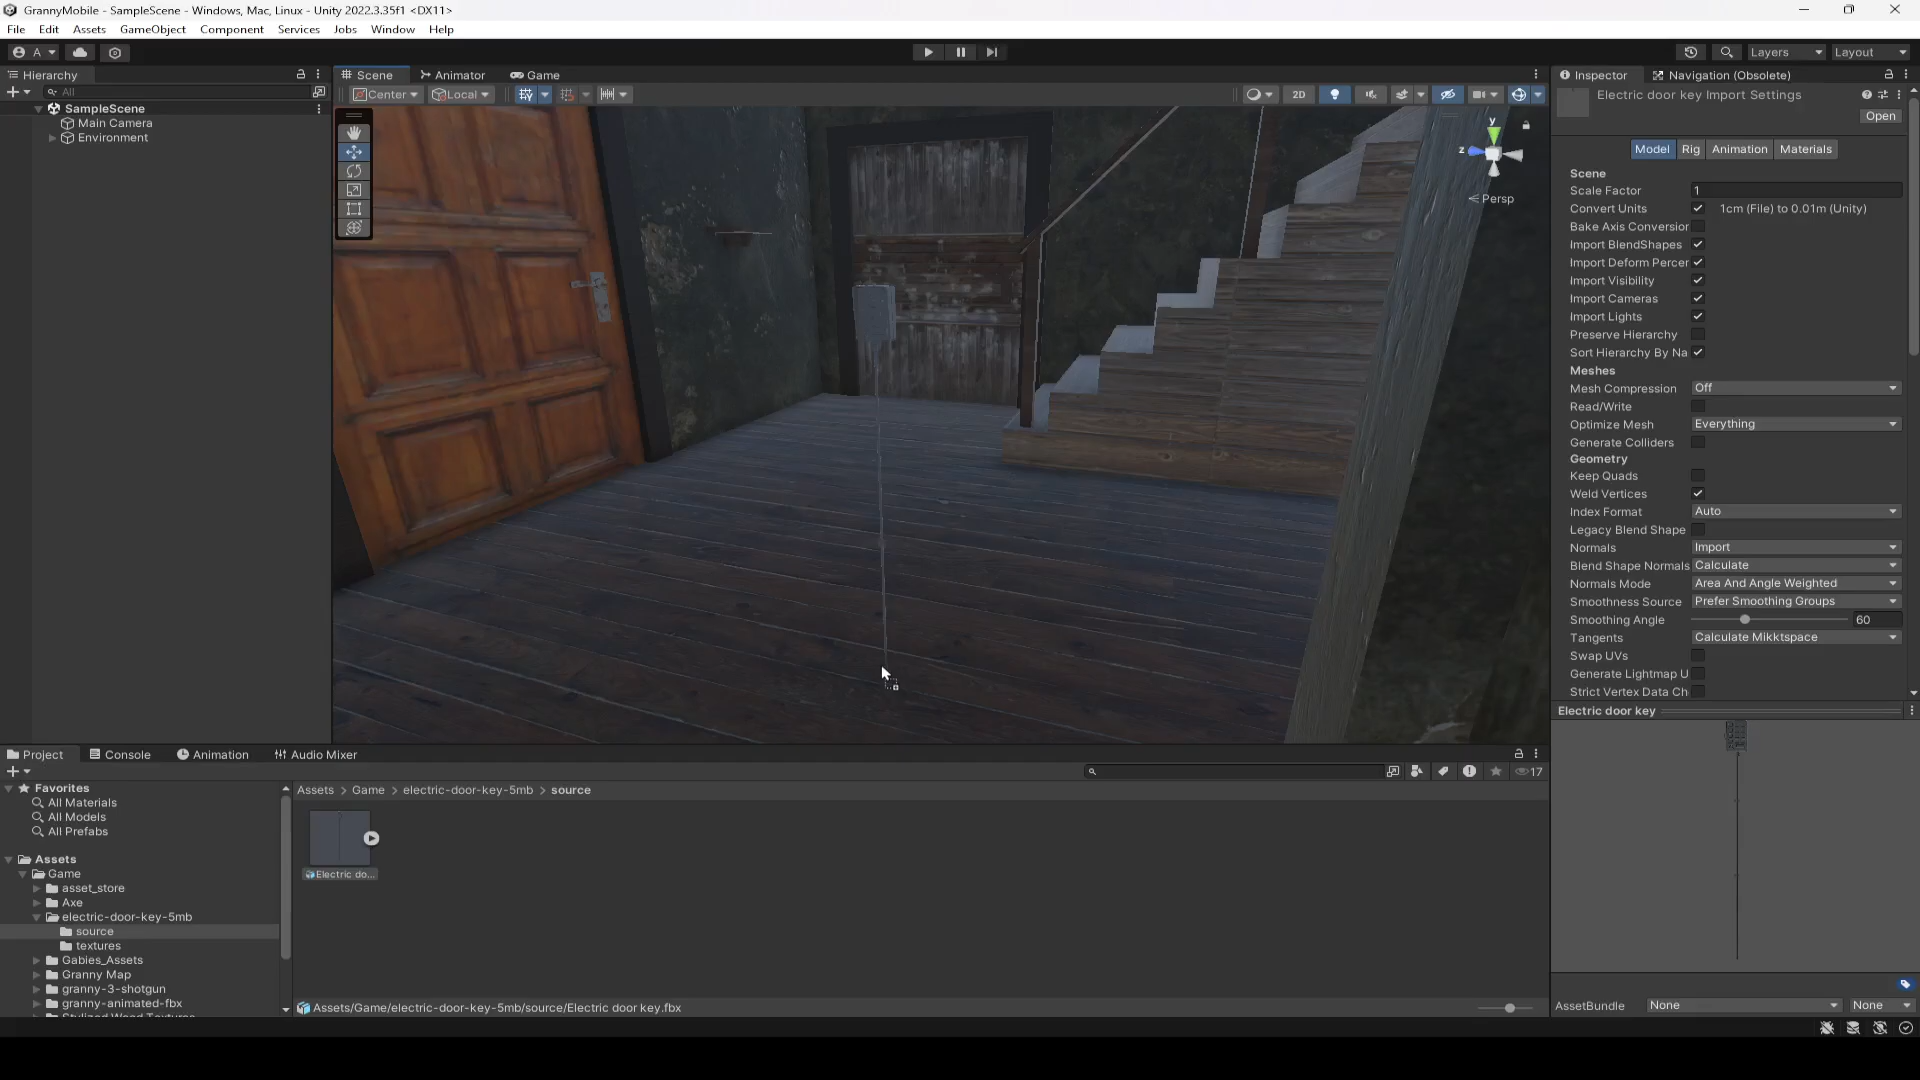 GrannyMobile - SampleScene - Windows, Mac, Linux - Unity 2022.3.35f1 <DX11>
File Edit Assets GameObject Component Services Jobs Window Help
A
Layers
Layout
Hierarchy
All
SampleScene
Main Camera
Environment
Scene
Animator
Game
Center
Local
2D
y
z
Persp
Inspector
Navigation (Obsolete)
Electric door key Import Settings
Open
Model Rig Animation Materials
Scene
Scale Factor 1
Convert Units 1cm (File) to 0.01m (Unity)
Bake Axis Conversior
Import BlendShapes
Import Deform Percer
Import Visibility
Import Cameras
Import Lights
Preserve Hierarchy
Sort Hierarchy By Na
Meshes
Mesh Compression Off
Read/Write
Optimize Mesh Everything
Generate Colliders
Geometry
Keep Quads
Weld Vertices
Index Format Auto
Legacy Blend Shape
Normals Import
Blend Shape Normals Calculate
Normals Mode Area And Angle Weighted
Smoothness Source Prefer Smoothing Groups
Smoothing Angle 60
Tangents Calculate Mikktspace
Swap UVs
Generate Lightmap U
Strict Vertex Data Ch
Electric door key
AssetBundle None None
Project
Console
Animation
Audio Mixer
17
Favorites
All Materials
All Models
All Prefabs
Assets
Game
asset_store
Axe
electric-door-key-5mb
source
textures
Gabies_Assets
Granny Map
granny-3-shotgun
granny-animated-fbx
Assets > Game > electric-door-key-5mb > source
Electric do...
Assets/Game/electric-door-key-5mb/source/Electric door key.fbx